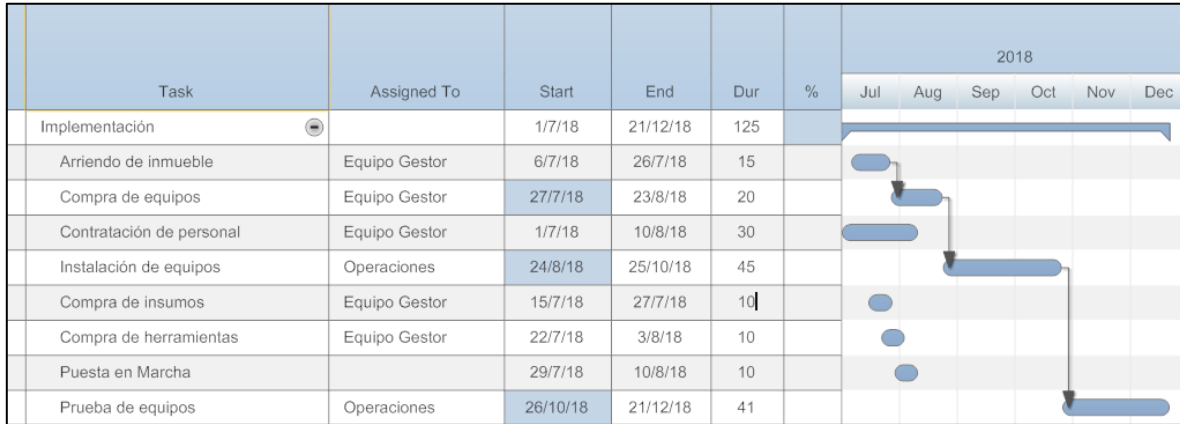 2018
Task Assigned To Start End Dur % Jul Aug Sep Oct Nov Dec
Implementación 1/7/18 21/12/18 125
Arriendo de inmueble Equipo Gestor 6/7/18 26/7/18 15
Compra de equipos Equipo Gestor 27/7/18 23/8/18 20
Contratación de personal Equipo Gestor 1/7/18 10/8/18 30
Instalación de equipos Operaciones 24/8/18 25/10/18 45
Compra de insumos Equipo Gestor 15/7/18 27/7/18 10
Compra de herramientas Equipo Gestor 22/7/18 3/8/18 10
Puesta en Marcha 29/7/18 10/8/18 10
Prueba de equipos Operaciones 26/10/18 21/12/18 41